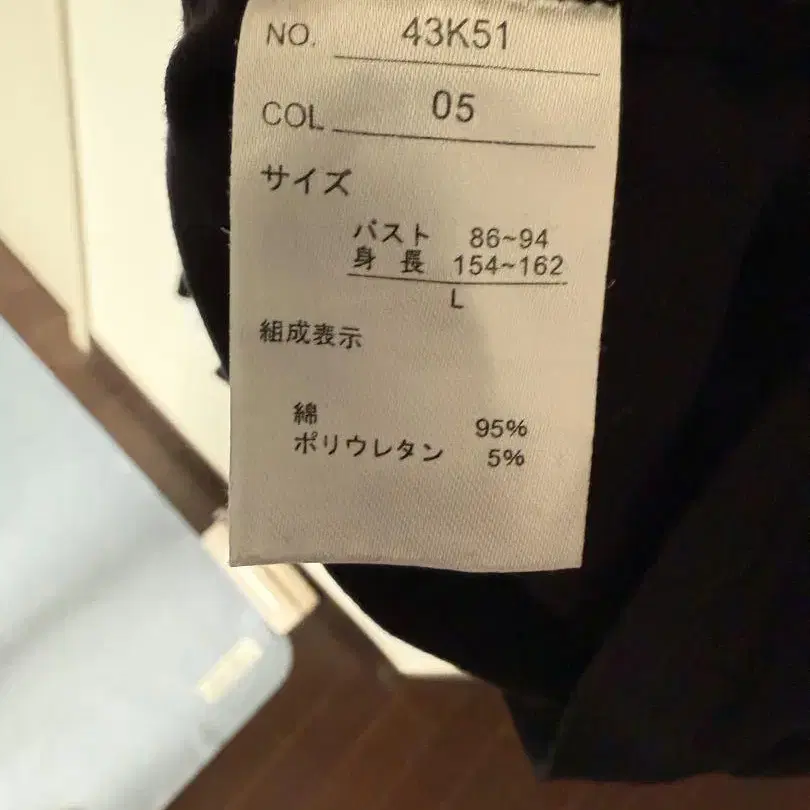 NO. 43K51
COL 05
サイズ
バスト 86~94
身長 154~162
L
組成表示
綿 95%
ポリウレタン 5%